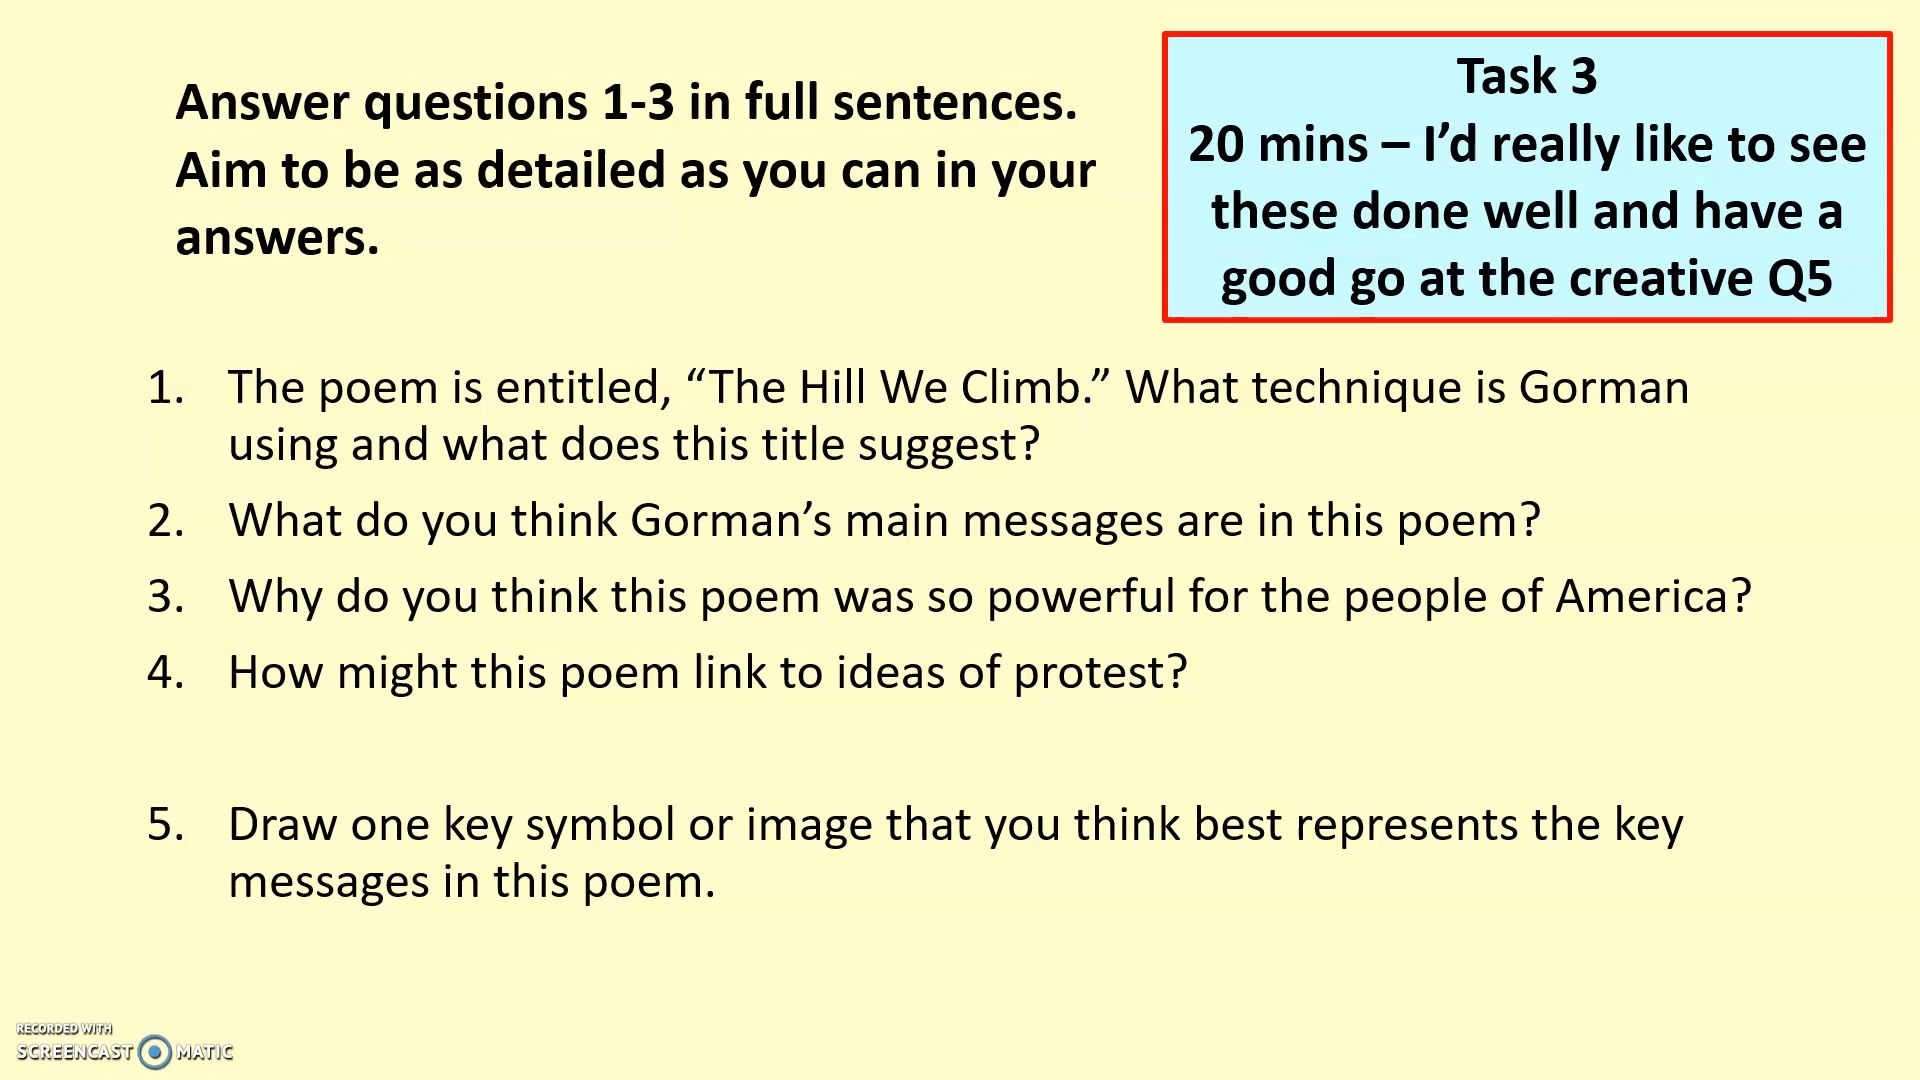 Answer questions 1-3 in full sentences.
Aim to be as detailed as you can in your
answers.
Task 3
20 mins – I’d really like to see
these done well and have a
good go at the creative Q5
1. The poem is entitled, “The Hill We Climb.” What technique is Gorman
using and what does this title suggest?
2. What do you think Gorman’s main messages are in this poem?
3. Why do you think this poem was so powerful for the people of America?
4. How might this poem link to ideas of protest?
5. Draw one key symbol or image that you think best represents the key
messages in this poem.
RECORDED WITH
SCREENCAST MATIC